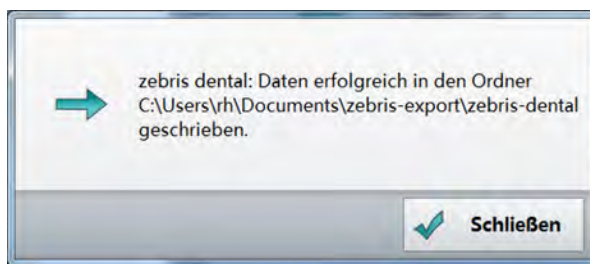 zebris dental: Daten erfolgreich in den Ordner
C:\Users\rh\Documents\zebris-export\zebris-dental
geschrieben.
Schließen